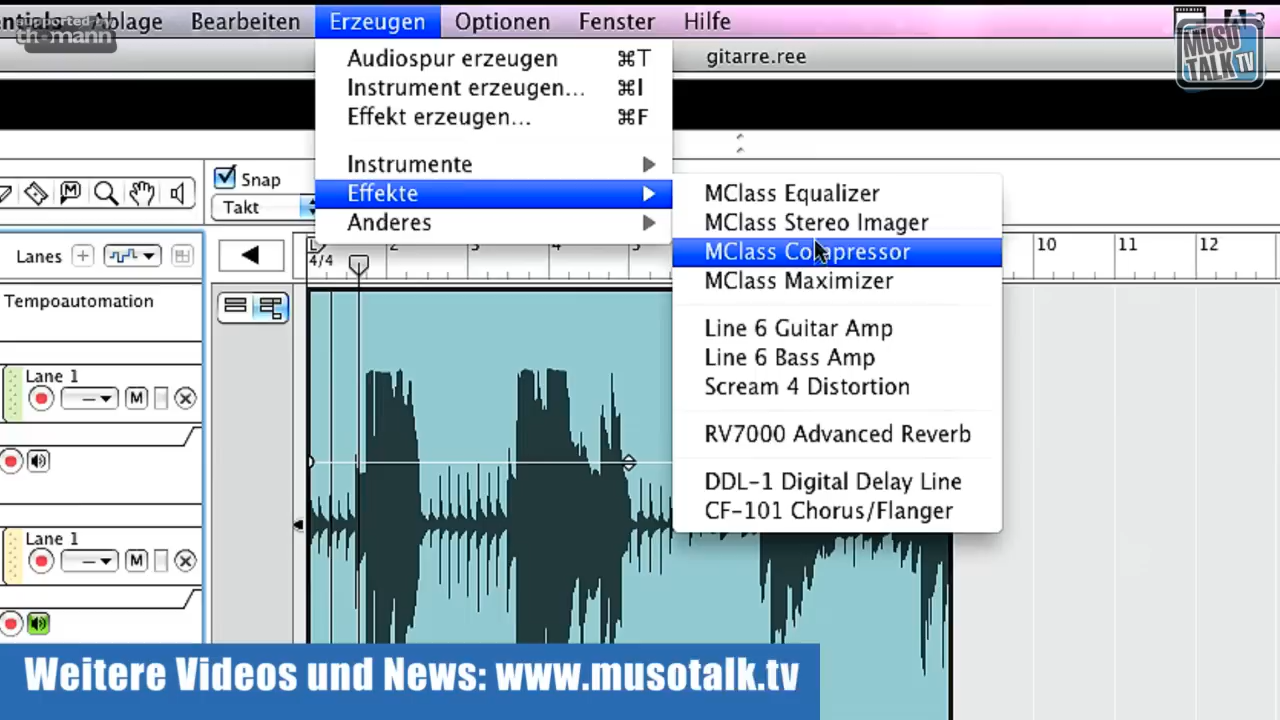 supported by
th•mann
Ablage Bearbeiten Erzeugen Optionen Fenster Hilfe
MUSO
TALK TV
gitarre.ree
Audiospur erzeugen ⌘T
Instrument erzeugen... ⌘I
Effekt erzeugen... ⌘F
Instrumente
Effekte
Anderes
MClass Equalizer
MClass Stereo Imager
MClass Compressor
MClass Maximizer
Line 6 Guitar Amp
Line 6 Bass Amp
Scream 4 Distortion
RV7000 Advanced Reverb
DDL-1 Digital Delay Line
CF-101 Chorus/Flanger
M
Snap
Takt
Lanes
2 3 4 5 10 11 12
4/4
Tempoautomation
Lane 1
M
Lane 1
M
Weitere Videos und News: www.musotalk.tv